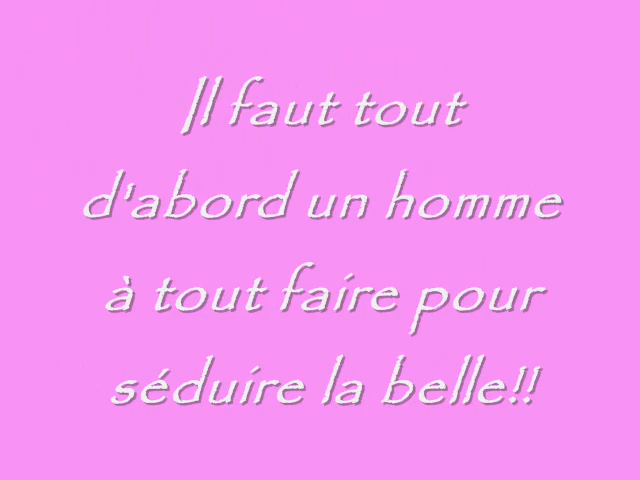 Il faut tout
d'abord un homme
à tout faire pour
séduire la belle!!